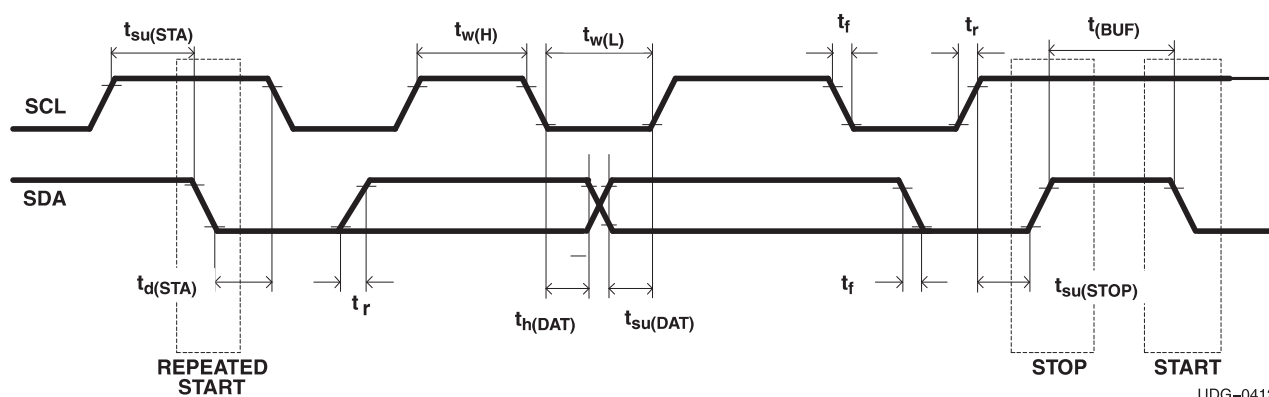 tsu(STA)
tw(H)
tw(L)
tf
tr
t(BUF)
SCL
SDA
td(STA)
tr
th(DAT)
tsu(DAT)
tf
tsu(STOP)
REPEATED
START
STOP
START